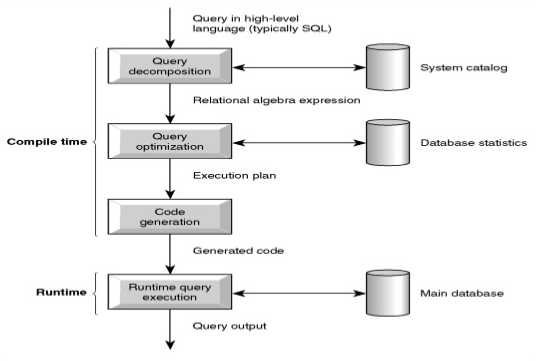 Query in high-level
language (typically SQL)
Query
decomposition
System catalog
Relational algebra expression
Compile time
Query
optimization
Database statistics
Execution plan
Code
generation
Generated code
Runtime
Runtime query
execution
Main database
Query output